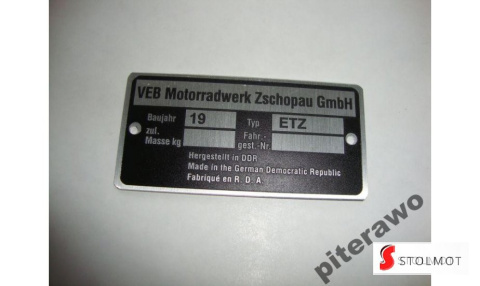 VEB Motorradwerk Zschopau GmbH
Baujahr 19 Typ ETZ
zul. Masse kg Fahr-gest.-Nr.
Hergestellt in DDR
Made in the German Democratic Republic
Fabriqué en R. D. A.
piterawo
S STOLMOT